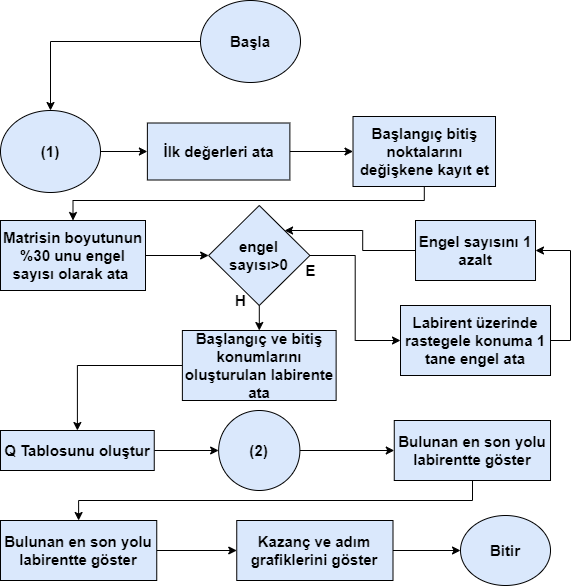 Başla
(1)
İlk değerleri ata
Başlangıç bitiş
noktalarını
değişkene kayıt et
Matrisin boyutunun
%30 unu engel
sayısı olarak ata
engel
sayısı>0
E
H
Engel sayısını 1
azalt
Labirent üzerinde
rastegele konuma 1
tane engel ata
Başlangıç ve bitiş
konumlarını
oluşturulan labirente
ata
Q Tablosunu oluştur
(2)
Bulunan en son yolu
labirentte göster
Bulunan en son yolu
labirentte göster
Kazanç ve adım
grafiklerini göster
Bitir